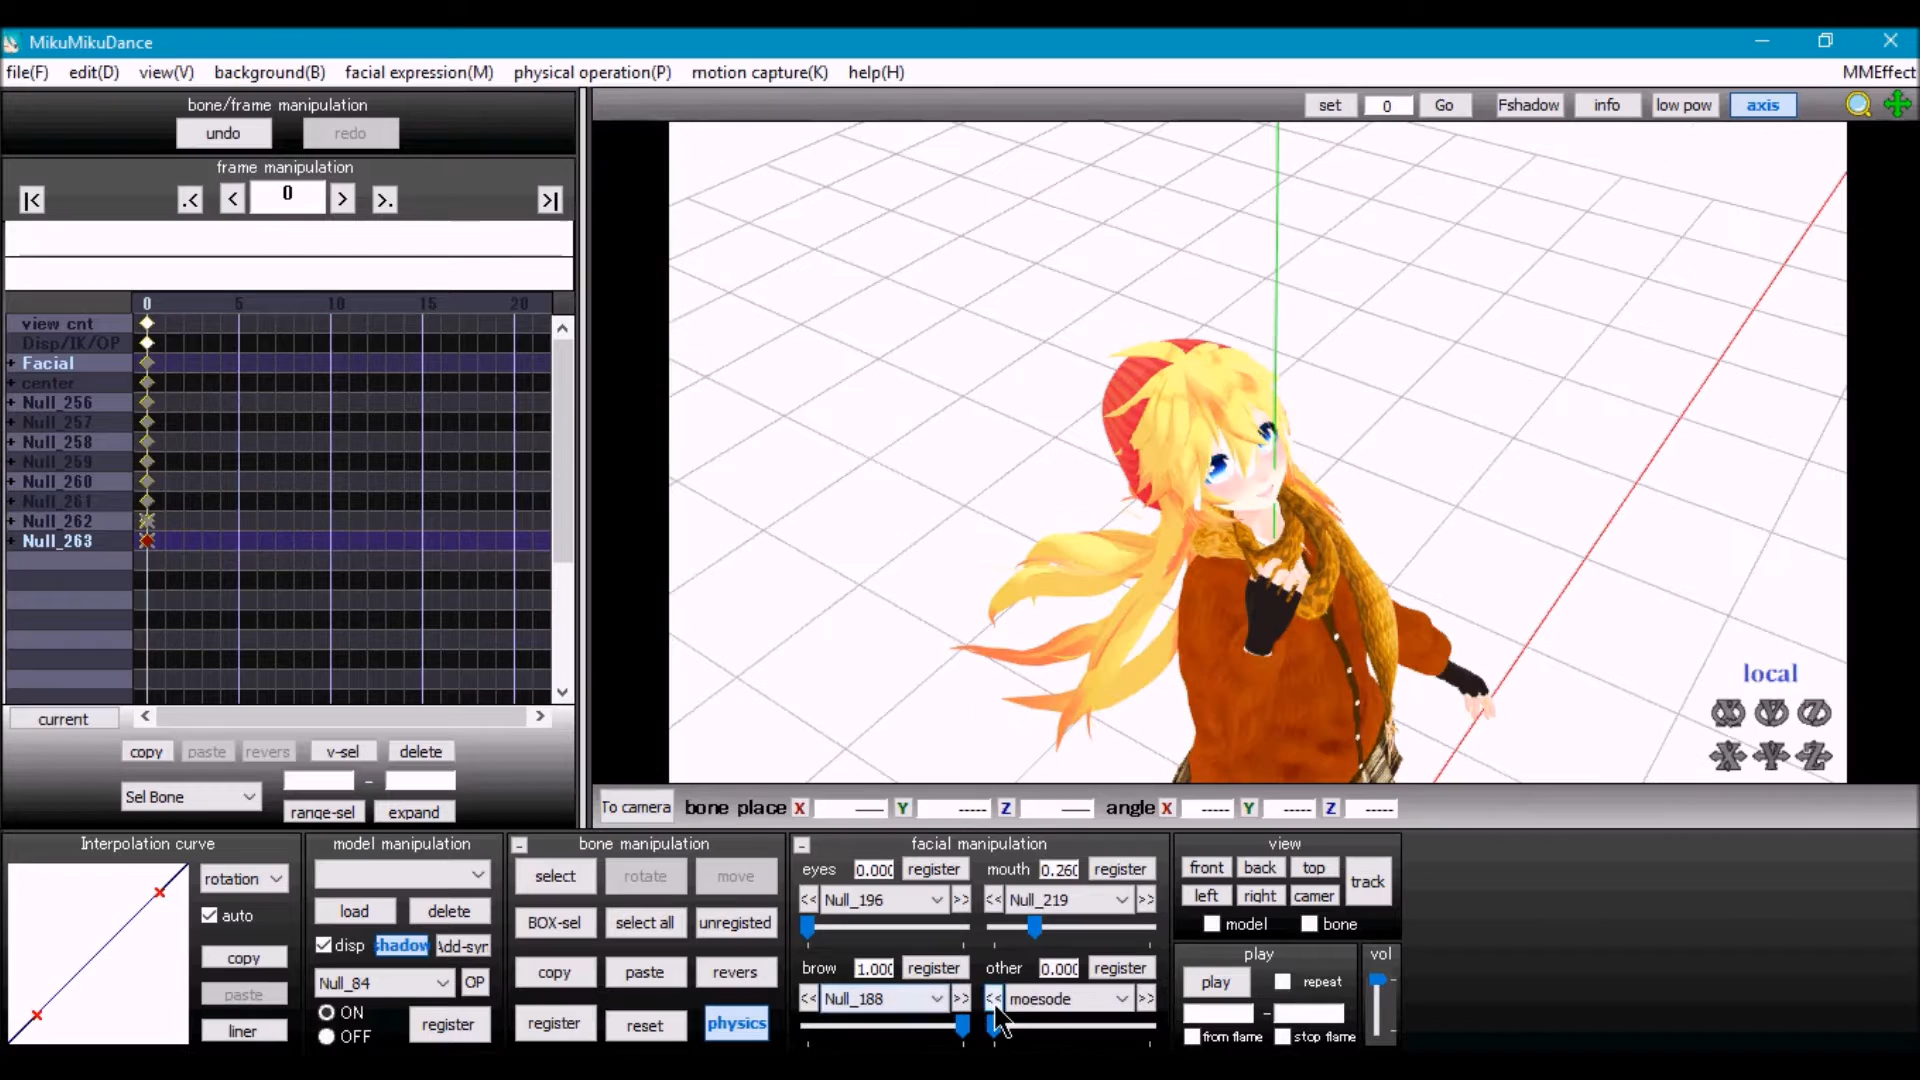 MikuMikuDance
file(F) edit(D) view(V) background(B) facial expression(M) physical operation(P) motion capture(K) help(H) MMEffect
bone/frame manipulation
undo redo
frame manipulation
|< .< < 0 > >. >|
set 0 Go Fshadow info low pow axis
0 5 10 15 20
view cnt
Disp/IK/OP
+ Facial
+ center
+ Null_256
+ Null_257
+ Null_258
+ Null_259
+ Null_260
+ Null_261
+ Null_262
+ Null_263
local
X Y Z
X Y Z
current < >
copy paste revers v-sel delete
Sel Bone -
range-sel expand
To camera bone place X ---- Y ----- Z ---- angle X ----- Y ----- Z -----
Interpolation curve
rotation
auto
copy
paste
liner
model manipulation
load delete
disp shadow Add-syn
Null_84 OP
ON
OFF
register
- bone manipulation
select rotate move
BOX-sel select all unregisted
copy paste revers
register reset physics
- facial manipulation
eyes 0.000 register mouth 0.260 register
<< Null_196 >> << Null_219 >>
brow 1.000 register other 0.000 register
<< Null_188 >> << moesode >>
view
front back top track
left right camer
model bone
play
play repeat
-
from flame stop flame
vol